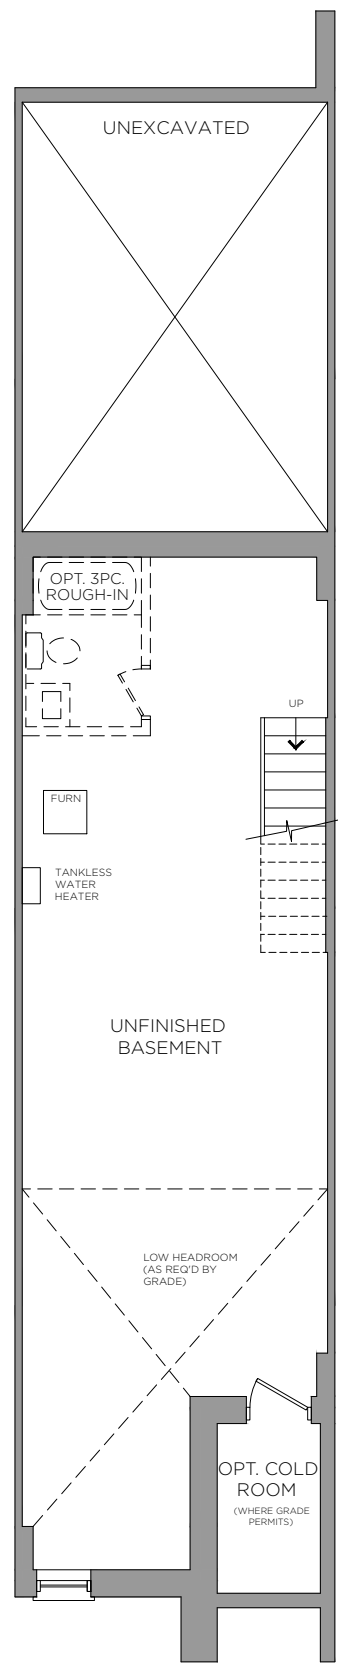 UNEXCAVATED
OPT. 3PC.
ROUGH-IN
UP
FURN
TANKLESS
WATER
HEATER
UNFINISHED
BASEMENT
LOW HEADROOM
(AS REQ'D BY
GRADE)
OPT. COLD
ROOM
(WHERE GRADE
PERMITS)